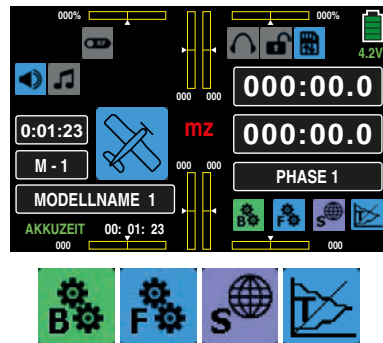 000% 000%
4.2V
000 000 000:00.0
0:01:23 mz 000:00.0
M - 1 000 000 PHASE 1
MODELLNAME 1
B F S T
AKKUZEIT 00: 01: 23
000 000
B F S T